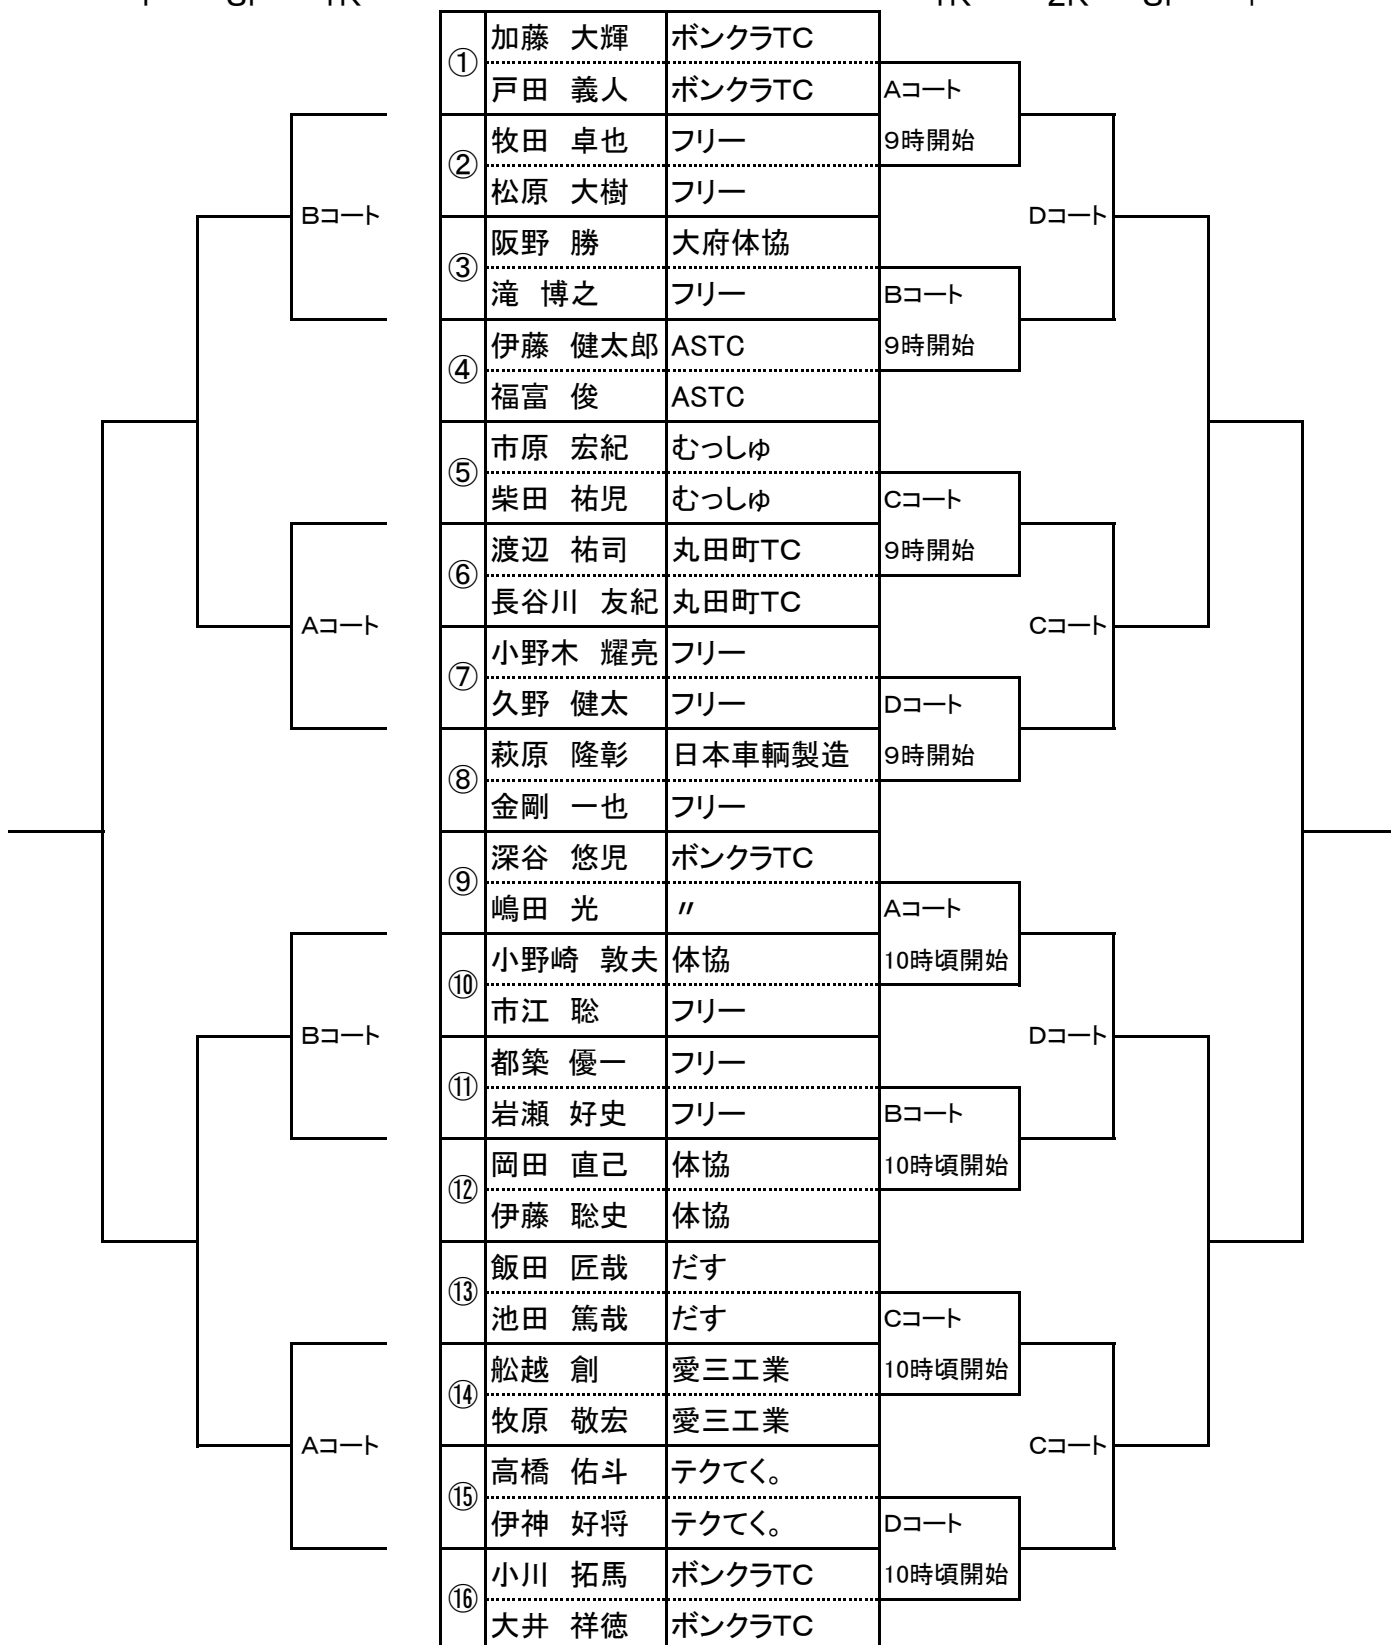 ① 加藤 大輝 ボンクラTC
戸田 義人 ボンクラTC Aコート
② 牧田 卓也 フリー 9時開始
松原 大樹 フリー
Bコート Dコート
③ 阪野 勝 大府体協
滝 博之 フリー Bコート
④ 伊藤 健太郎 ASTC 9時開始
福富 俊 ASTC
⑤ 市原 宏紀 むっしゅ
柴田 祐児 むっしゅ Cコート
⑥ 渡辺 祐司 丸田町TC 9時開始
長谷川 友紀 丸田町TC
Aコート Cコート
⑦ 小野木 耀亮 フリー
久野 健太 フリー Dコート
⑧ 萩原 隆彰 日本車輌製造 9時開始
金剛 一也 フリー
⑨ 深谷 悠児 ボンクラTC
嶋田 光 〃 Aコート
⑩ 小野崎 敦夫 体協 10時頃開始
市江 聡 フリー
Bコート Dコート
⑪ 都築 優一 フリー
岩瀬 好史 フリー Bコート
⑫ 岡田 直己 体協 10時頃開始
伊藤 聡史 体協
⑬ 飯田 匠哉 だす
池田 篤哉 だす Cコート
⑭ 舩越 創 愛三工業 10時頃開始
牧原 敬宏 愛三工業
Aコート Cコート
⑮ 高橋 佑斗 テクてく。
伊神 好将 テクてく。 Dコート
⑯ 小川 拓馬 ボンクラTC 10時頃開始
大井 祥徳 ボンクラTC